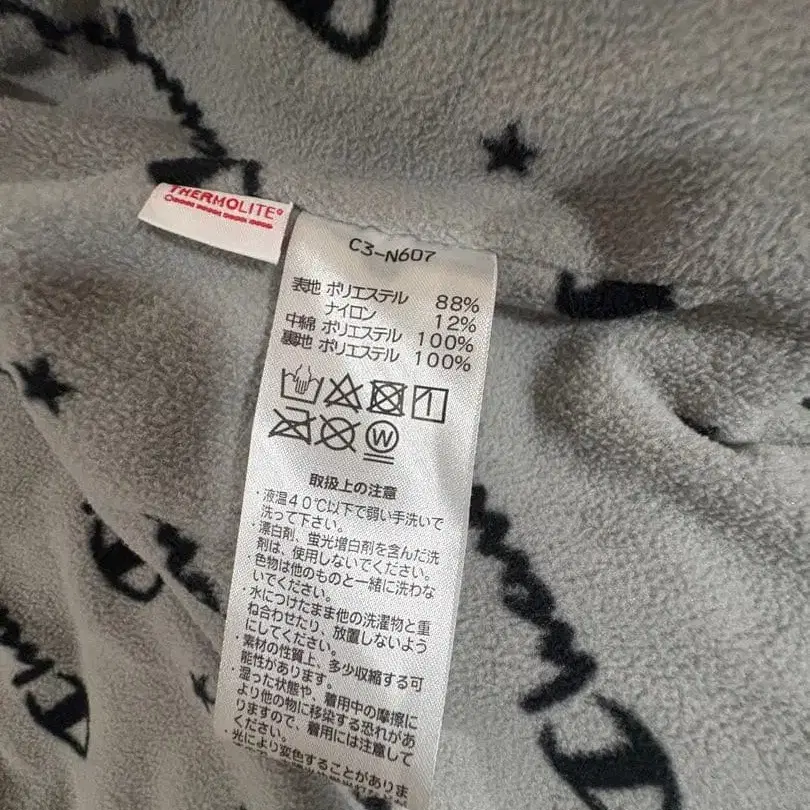 THERMOLITE®
C3-N607
表地 ポリエステル 88%
ナイロン 12%
中綿 ポリエステル 100%
裏地 ポリエステル 100%
W
取扱上の注意
・液温40℃以下で弱い手洗いで
洗って下さい。
・漂白剤、蛍光増白剤を含んだ洗
剤は、使用しないでください。
・色物は他のものと一緒に洗わな
いでください。
・水につけたまま他の洗濯物と重
ね合わせたり、放置しないよう
にしてください。
・素材の性質上、多少収縮する可
能性があります。
・湿った状態や、着用中の摩擦に
より他の物に移染する恐れがあ
りますので、着用には注意して
ください。
・光により変色することがありま
Champion